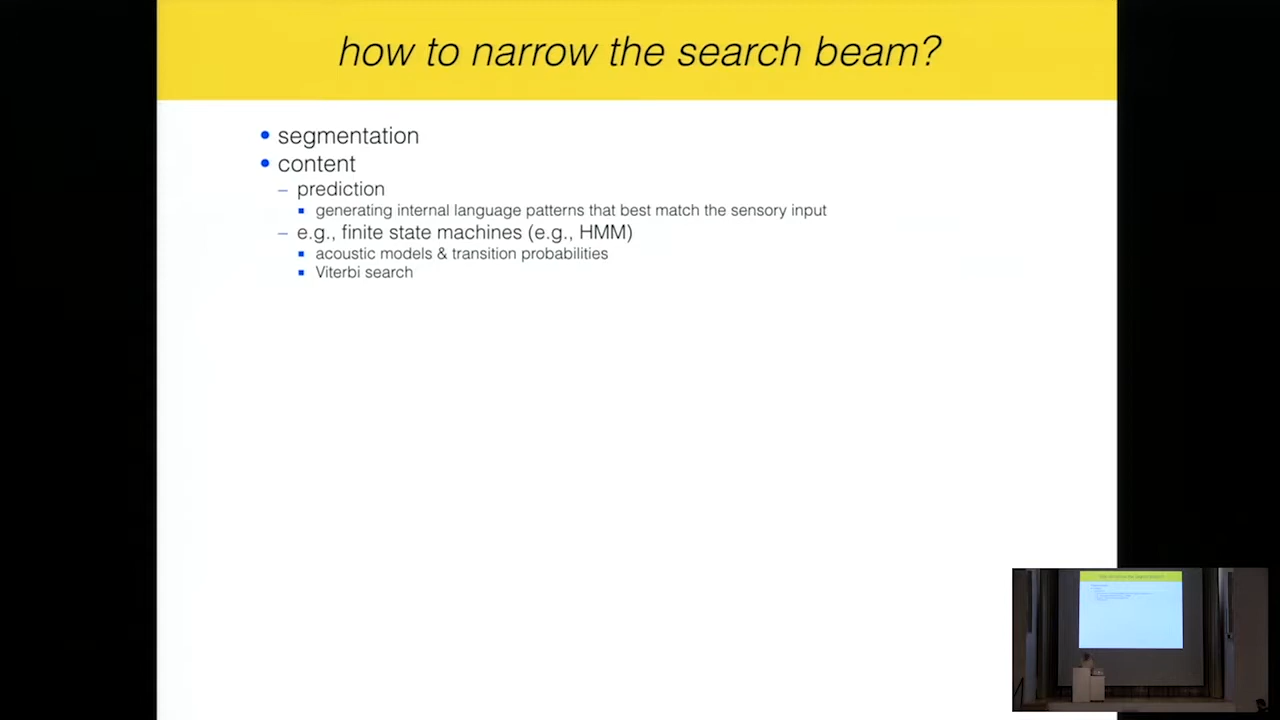 how to narrow the search beam?
• segmentation
• content
– prediction
▪ generating internal language patterns that best match the sensory input
– e.g., finite state machines (e.g., HMM)
▪ acoustic models & transition probabilities
▪ Viterbi search